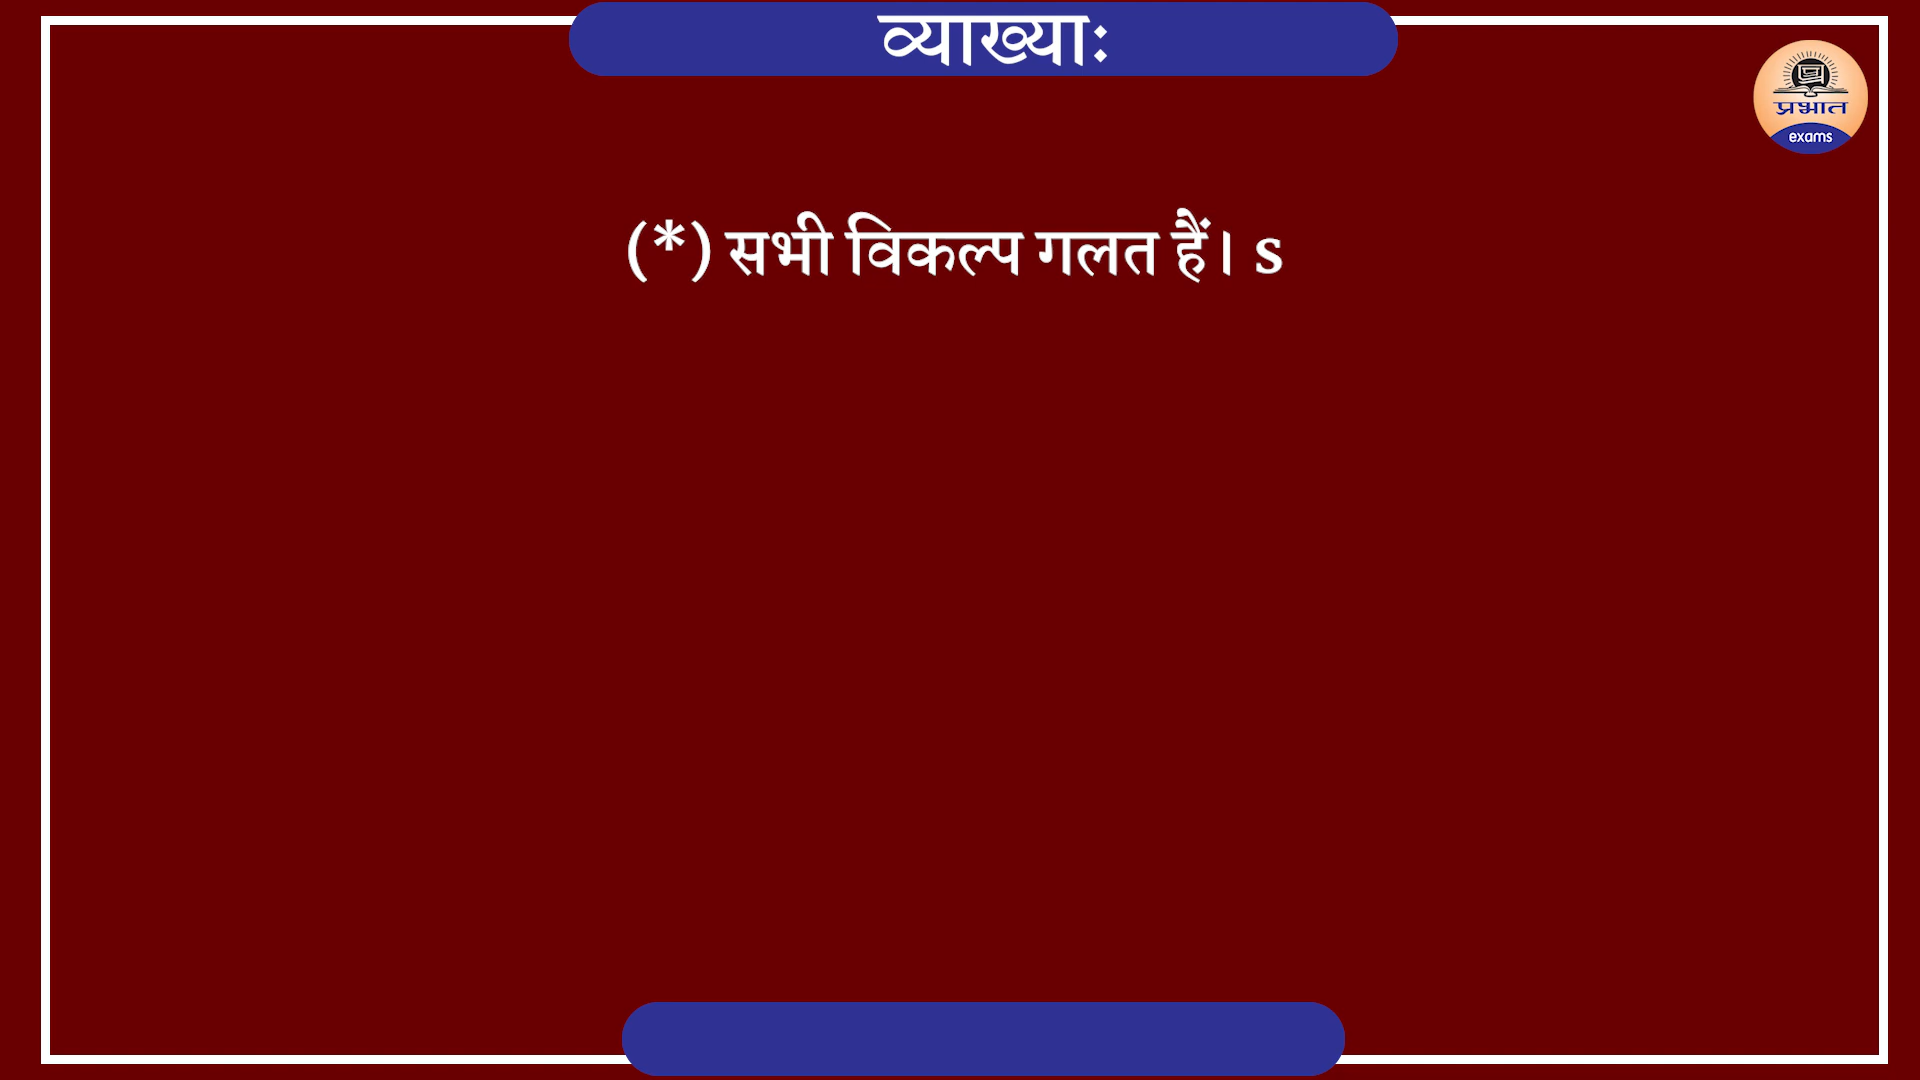 व्याख्याः
प्रभात
exams
(*) सभी विकल्प गलत हैं। s